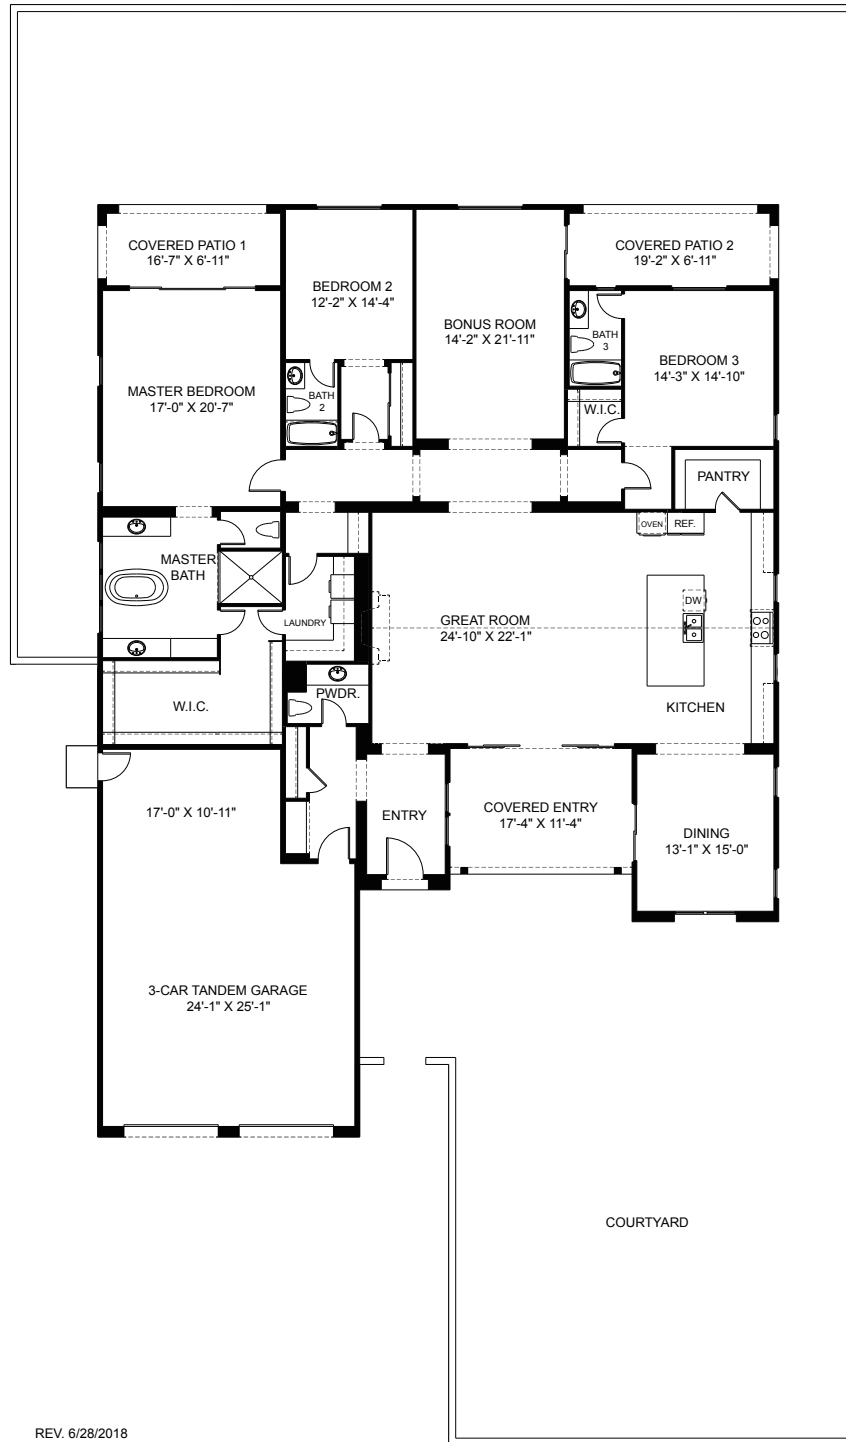 COVERED PATIO 1
16'-7" X 6'-11"
COVERED PATIO 2
19'-2" X 6'-11"
BEDROOM 2
12'-2" X 14'-4"
BONUS ROOM
14'-2" X 21'-11"
BATH
3
BEDROOM 3
14'-3" X 14'-10"
MASTER BEDROOM
17'-0" X 20'-7"
BATH
2
W.I.C.
PANTRY
OVEN
REF.
MASTER
BATH
DW
LAUNDRY
GREAT ROOM
24'-10" X 22'-1"
PWDR.
W.I.C.
KITCHEN
17'-0" X 10'-11"
ENTRY
COVERED ENTRY
17'-4" X 11'-4"
DINING
13'-1" X 15'-0"
3-CAR TANDEM GARAGE
24'-1" X 25'-1"
COURTYARD
REV. 6/28/2018